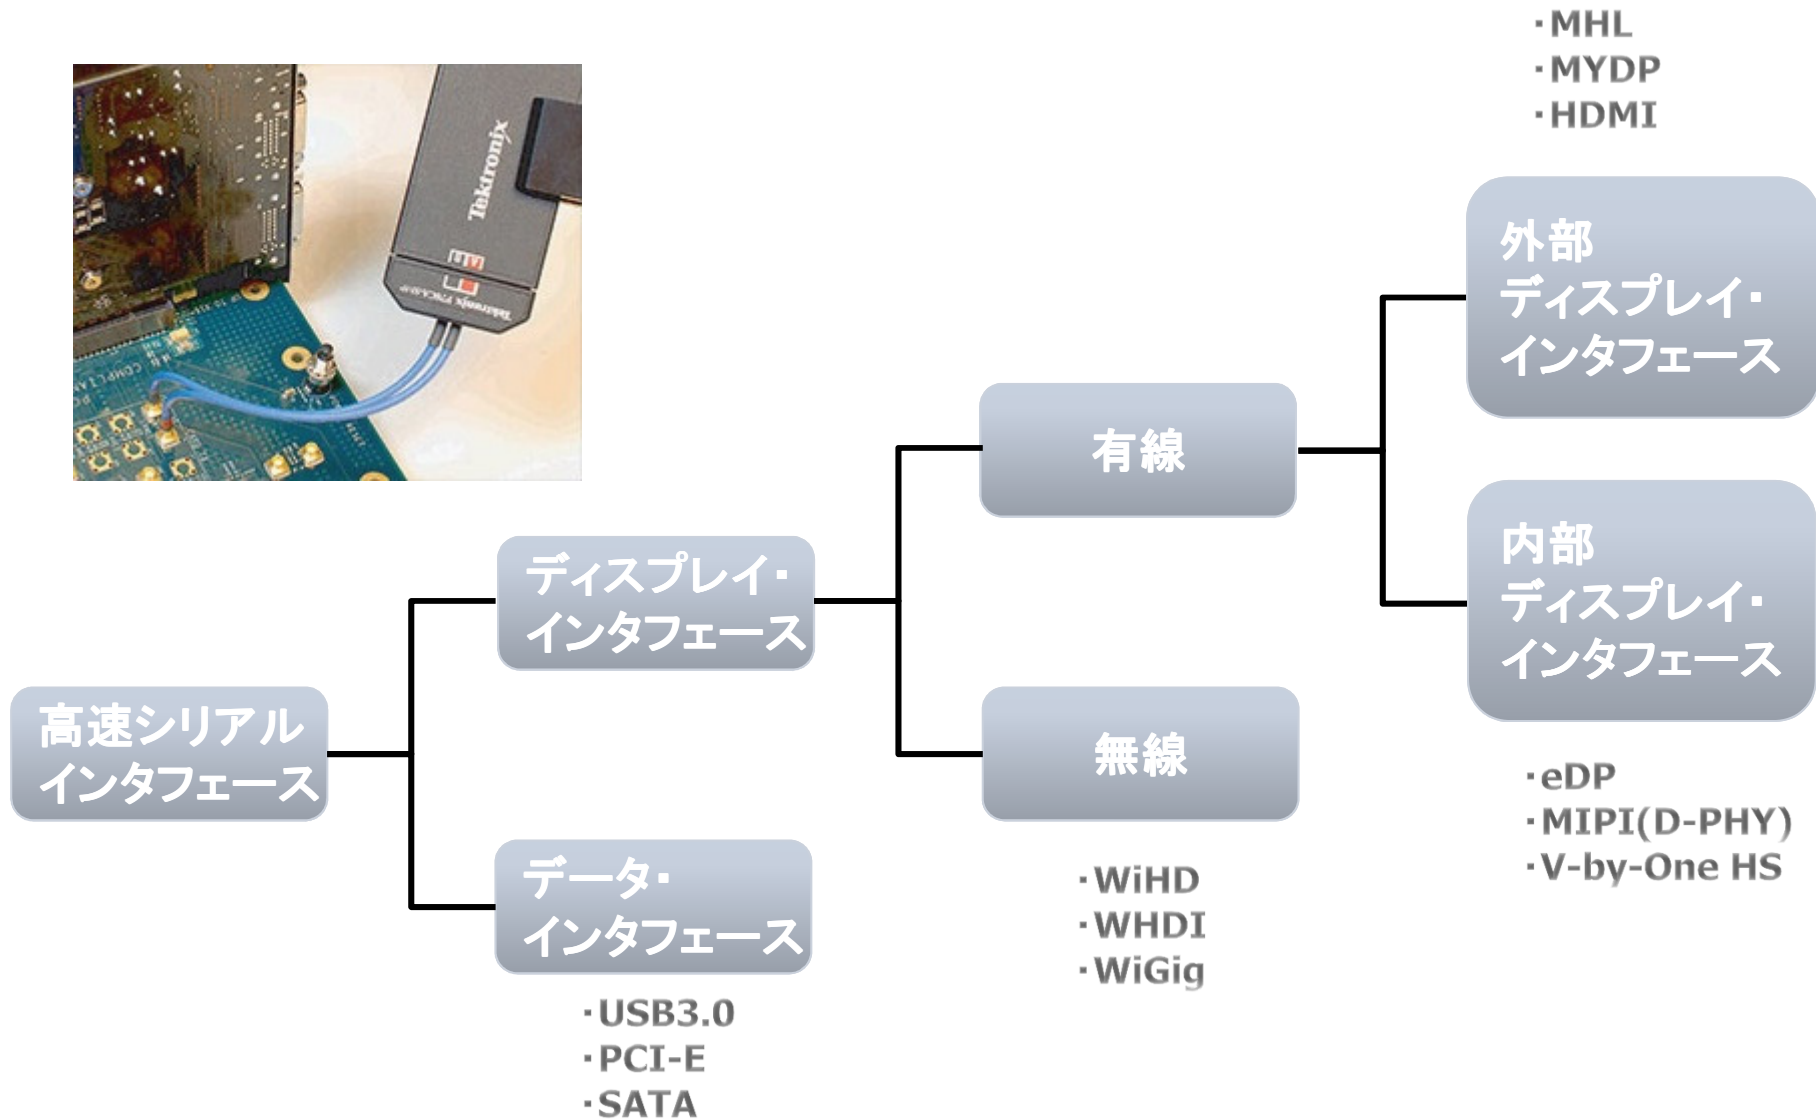 ・MHL
・MYDP
・HDMI
Tektronix
外部
ディスプレイ・
インタフェース
有線
内部
ディスプレイ・
インタフェース
ディスプレイ・
インタフェース
高速シリアル
インタフェース
無線
・eDP
・MIPI(D-PHY)
・V-by-One HS
データ・
インタフェース
・WiHD
・WHDI
・WiGig
・USB3.0
・PCI-E
・SATA